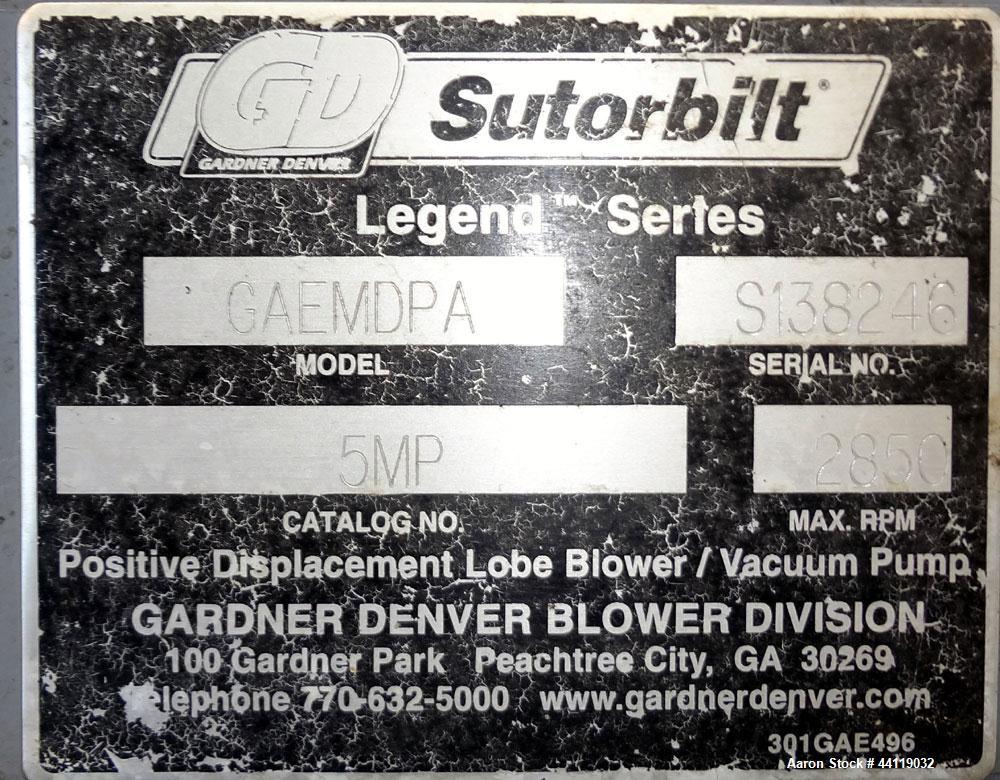 GD
Sutorbilt®
GARDNER DENVER
Legend™ Series
GAEMDPA S138246
MODEL SERIAL NO.
5MP 2850
CATALOG NO. MAX. RPM
Positive Displacement Lobe Blower / Vacuum Pump
GARDNER DENVER BLOWER DIVISION
100 Gardner Park Peachtree City, GA 30269
Telephone 770-632-5000 www.gardnerdenver.com
301GAE496
Aaron Stock# 44119032